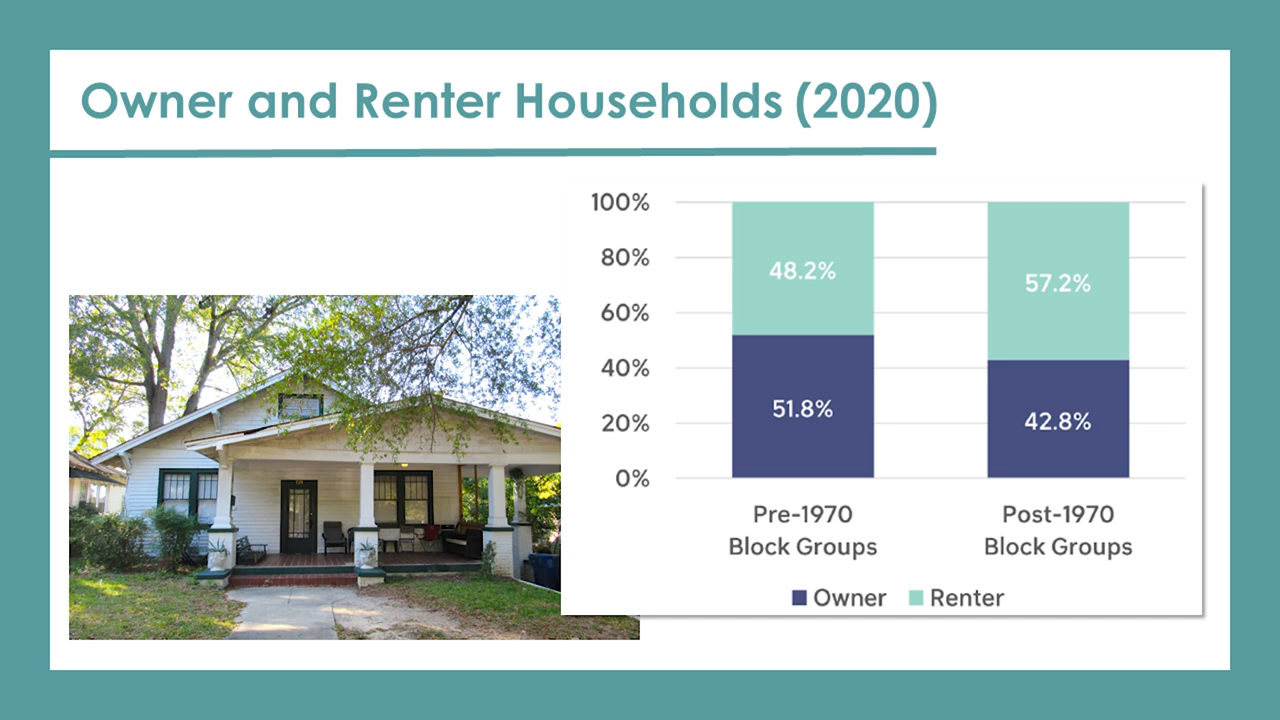 Owner and Renter Households (2020)
100%
80%
60%
40%
20%
0%
48.2%
57.2%
51.8%
42.8%
Pre-1970
Block Groups
Post-1970
Block Groups
Owner
Renter